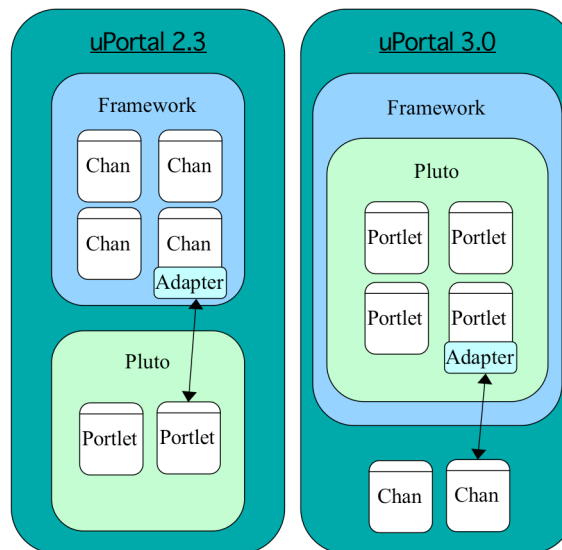 uPortal 2.3
Framework
Chan
Chan
Chan
Chan
Adapter
Pluto
Portlet
Portlet
uPortal 3.0
Framework
Pluto
Portlet
Portlet
Portlet
Portlet
Adapter
Chan
Chan